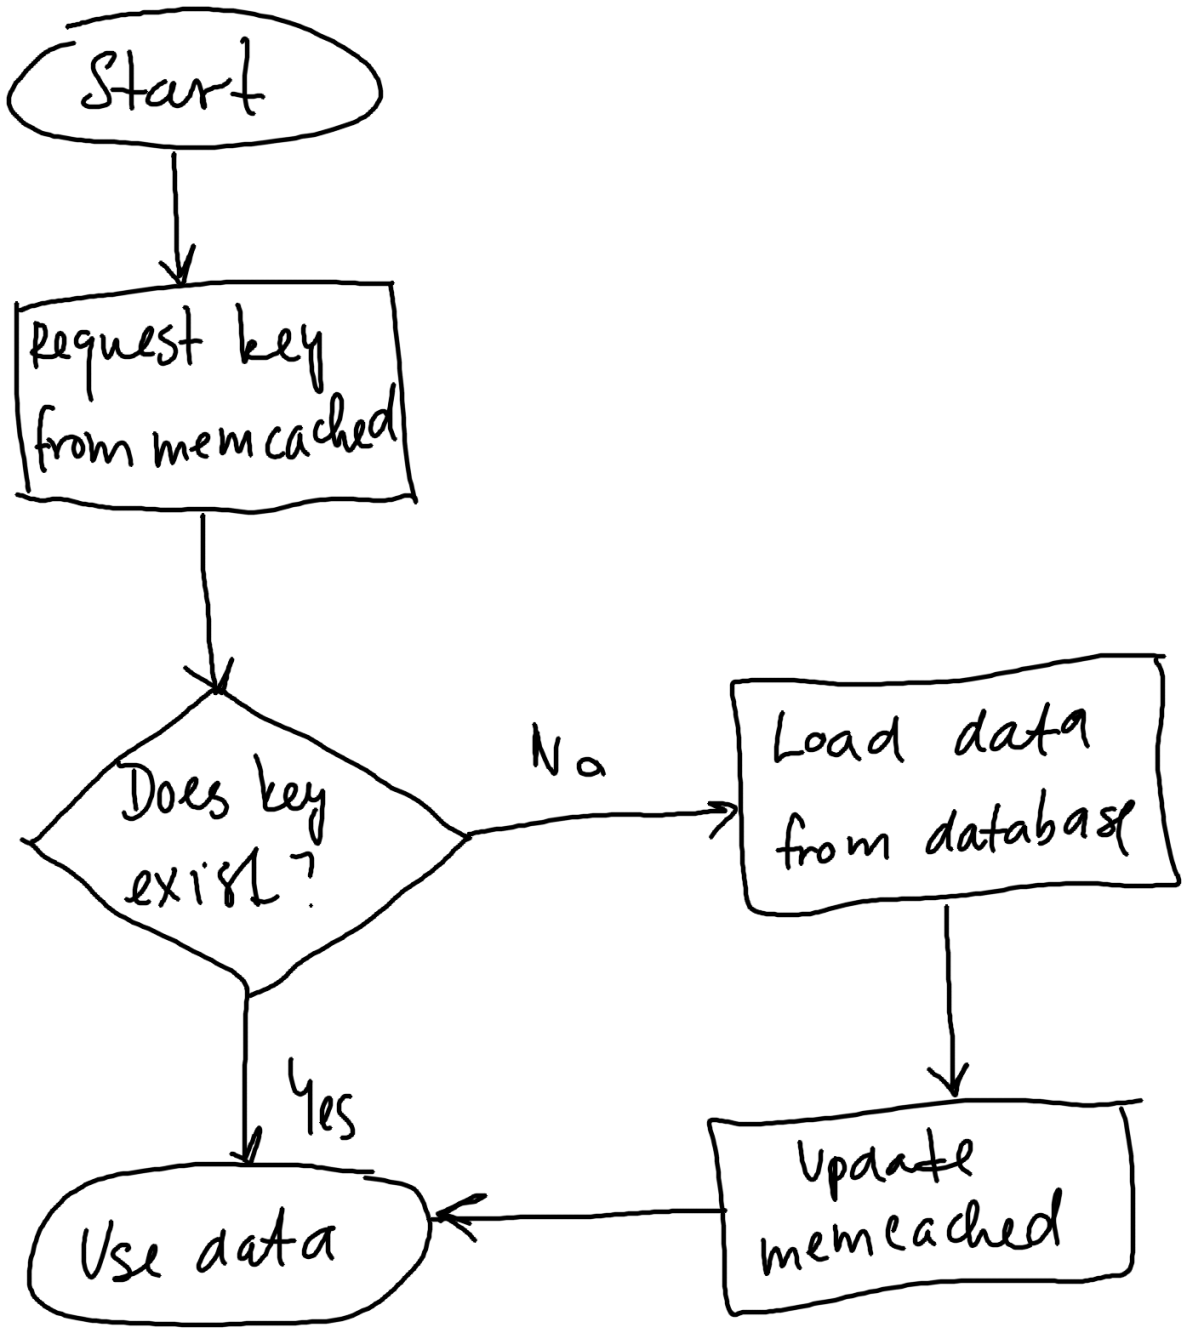 Start
Request key
from memcached
Does key
exist?
No
Load data
from database
Yes
Update
memcached
Use data